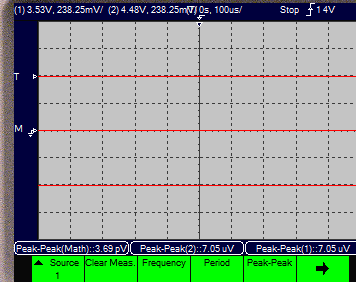 (1) 3.53V, 238.25mV/ (2) 4.48V, 238.25mV/ 0s, 100us/ Stop 14V
T
M
Peak-Peak(Math)::3.69 pV Peak-Peak(2)::7.05 uV Peak-Peak(1)::7.05 uV
Source Clear Meas. Frequency Period Peak-Peak
1